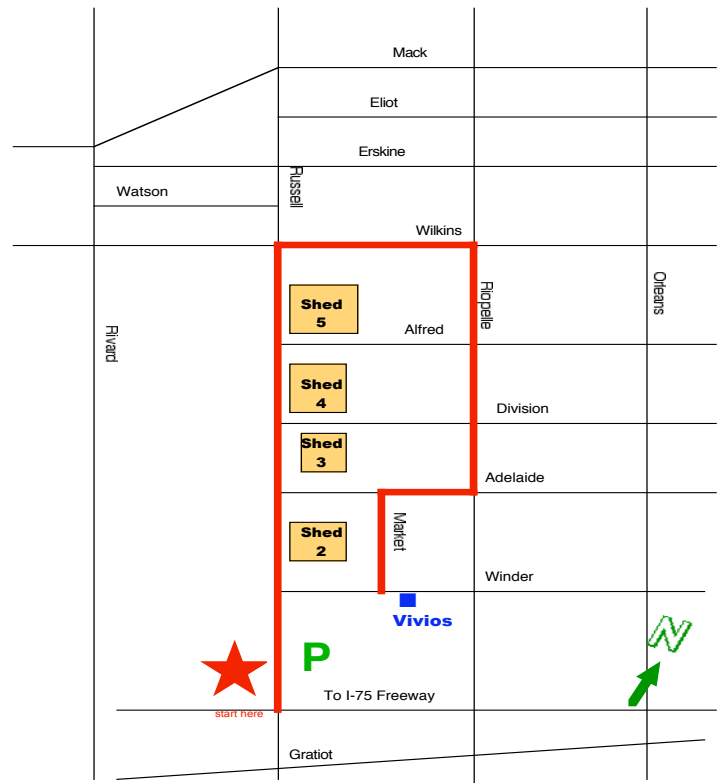 Mack
Eliot
Erskine
Russell
Watson
Wilkins
Orleans
Riopelle
Shed
5
Alfred
Rivard
Shed
4
Division
Shed
3
Adelaide
Market
Shed
2
Winder
Vivios
N
P
To I-75 Freeway
start here
Gratiot